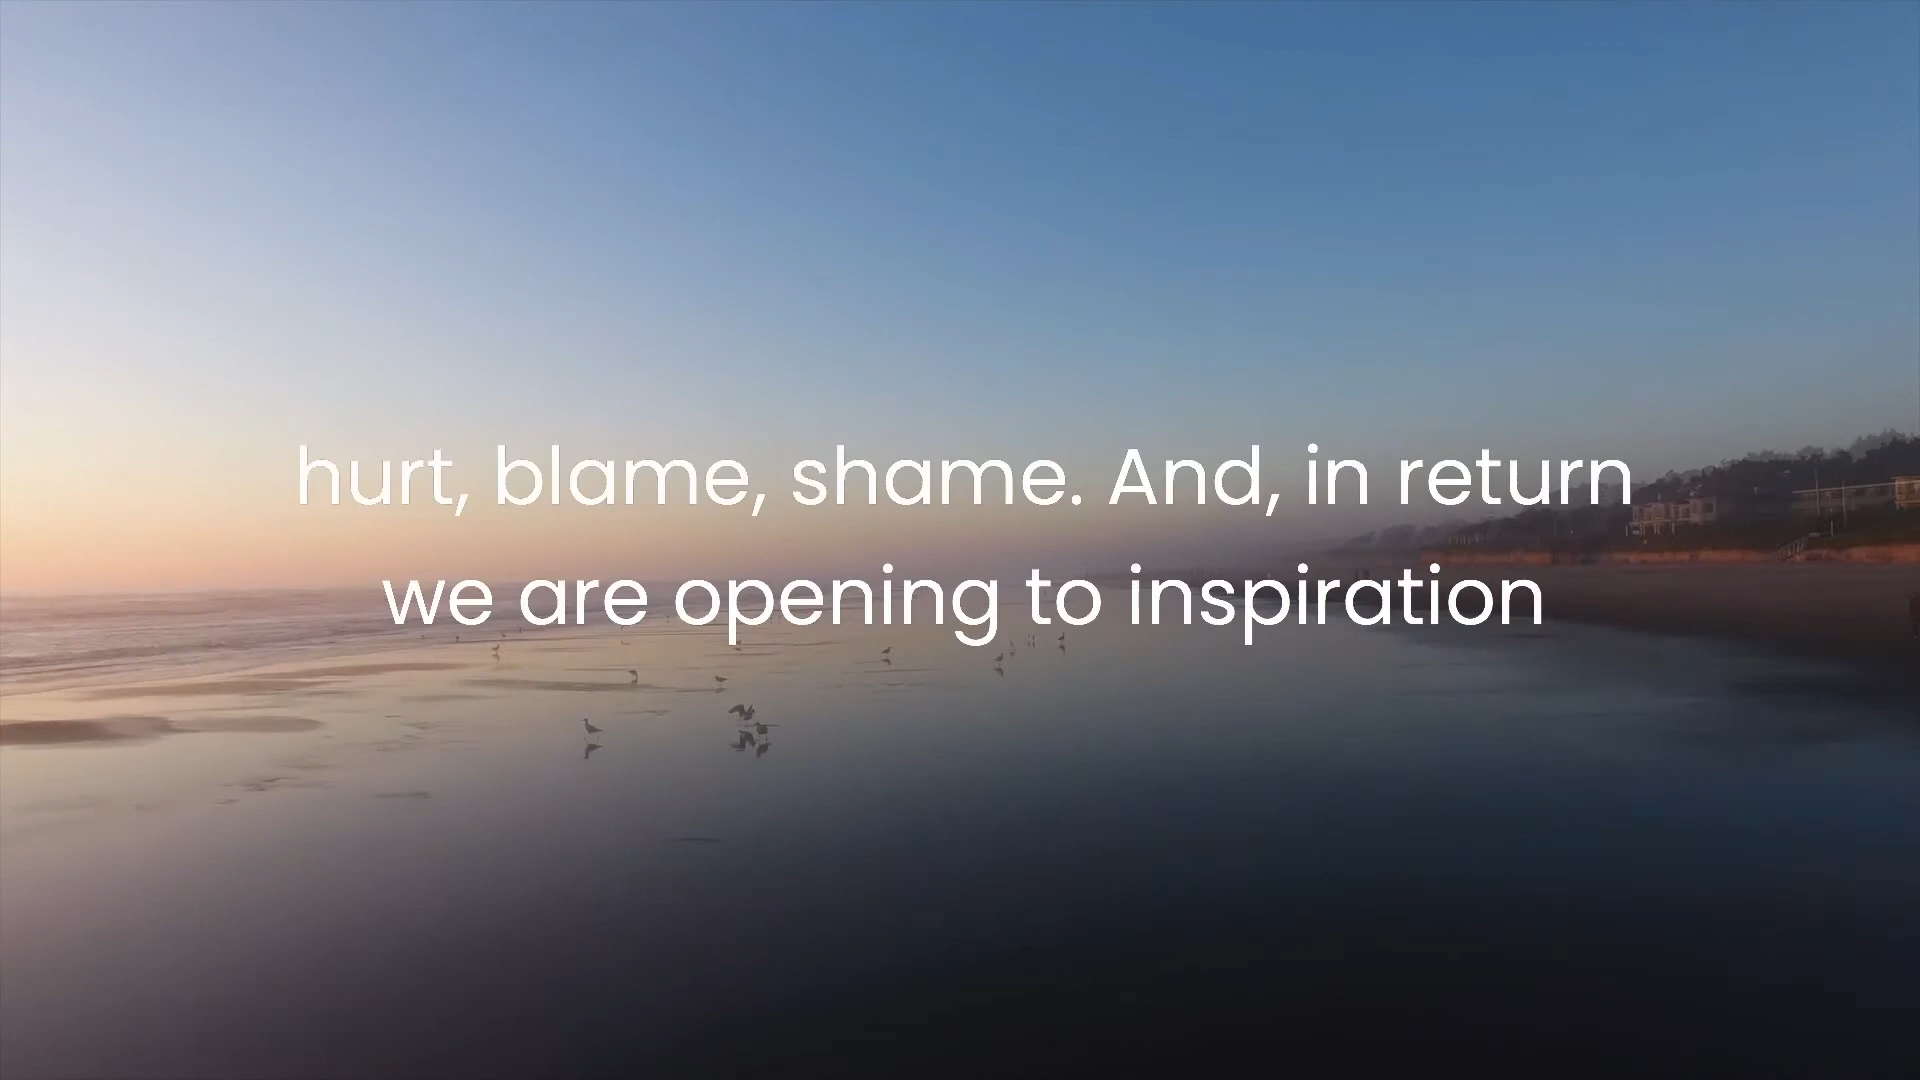 hurt, blame, shame. And, in return
we are opening to inspiration